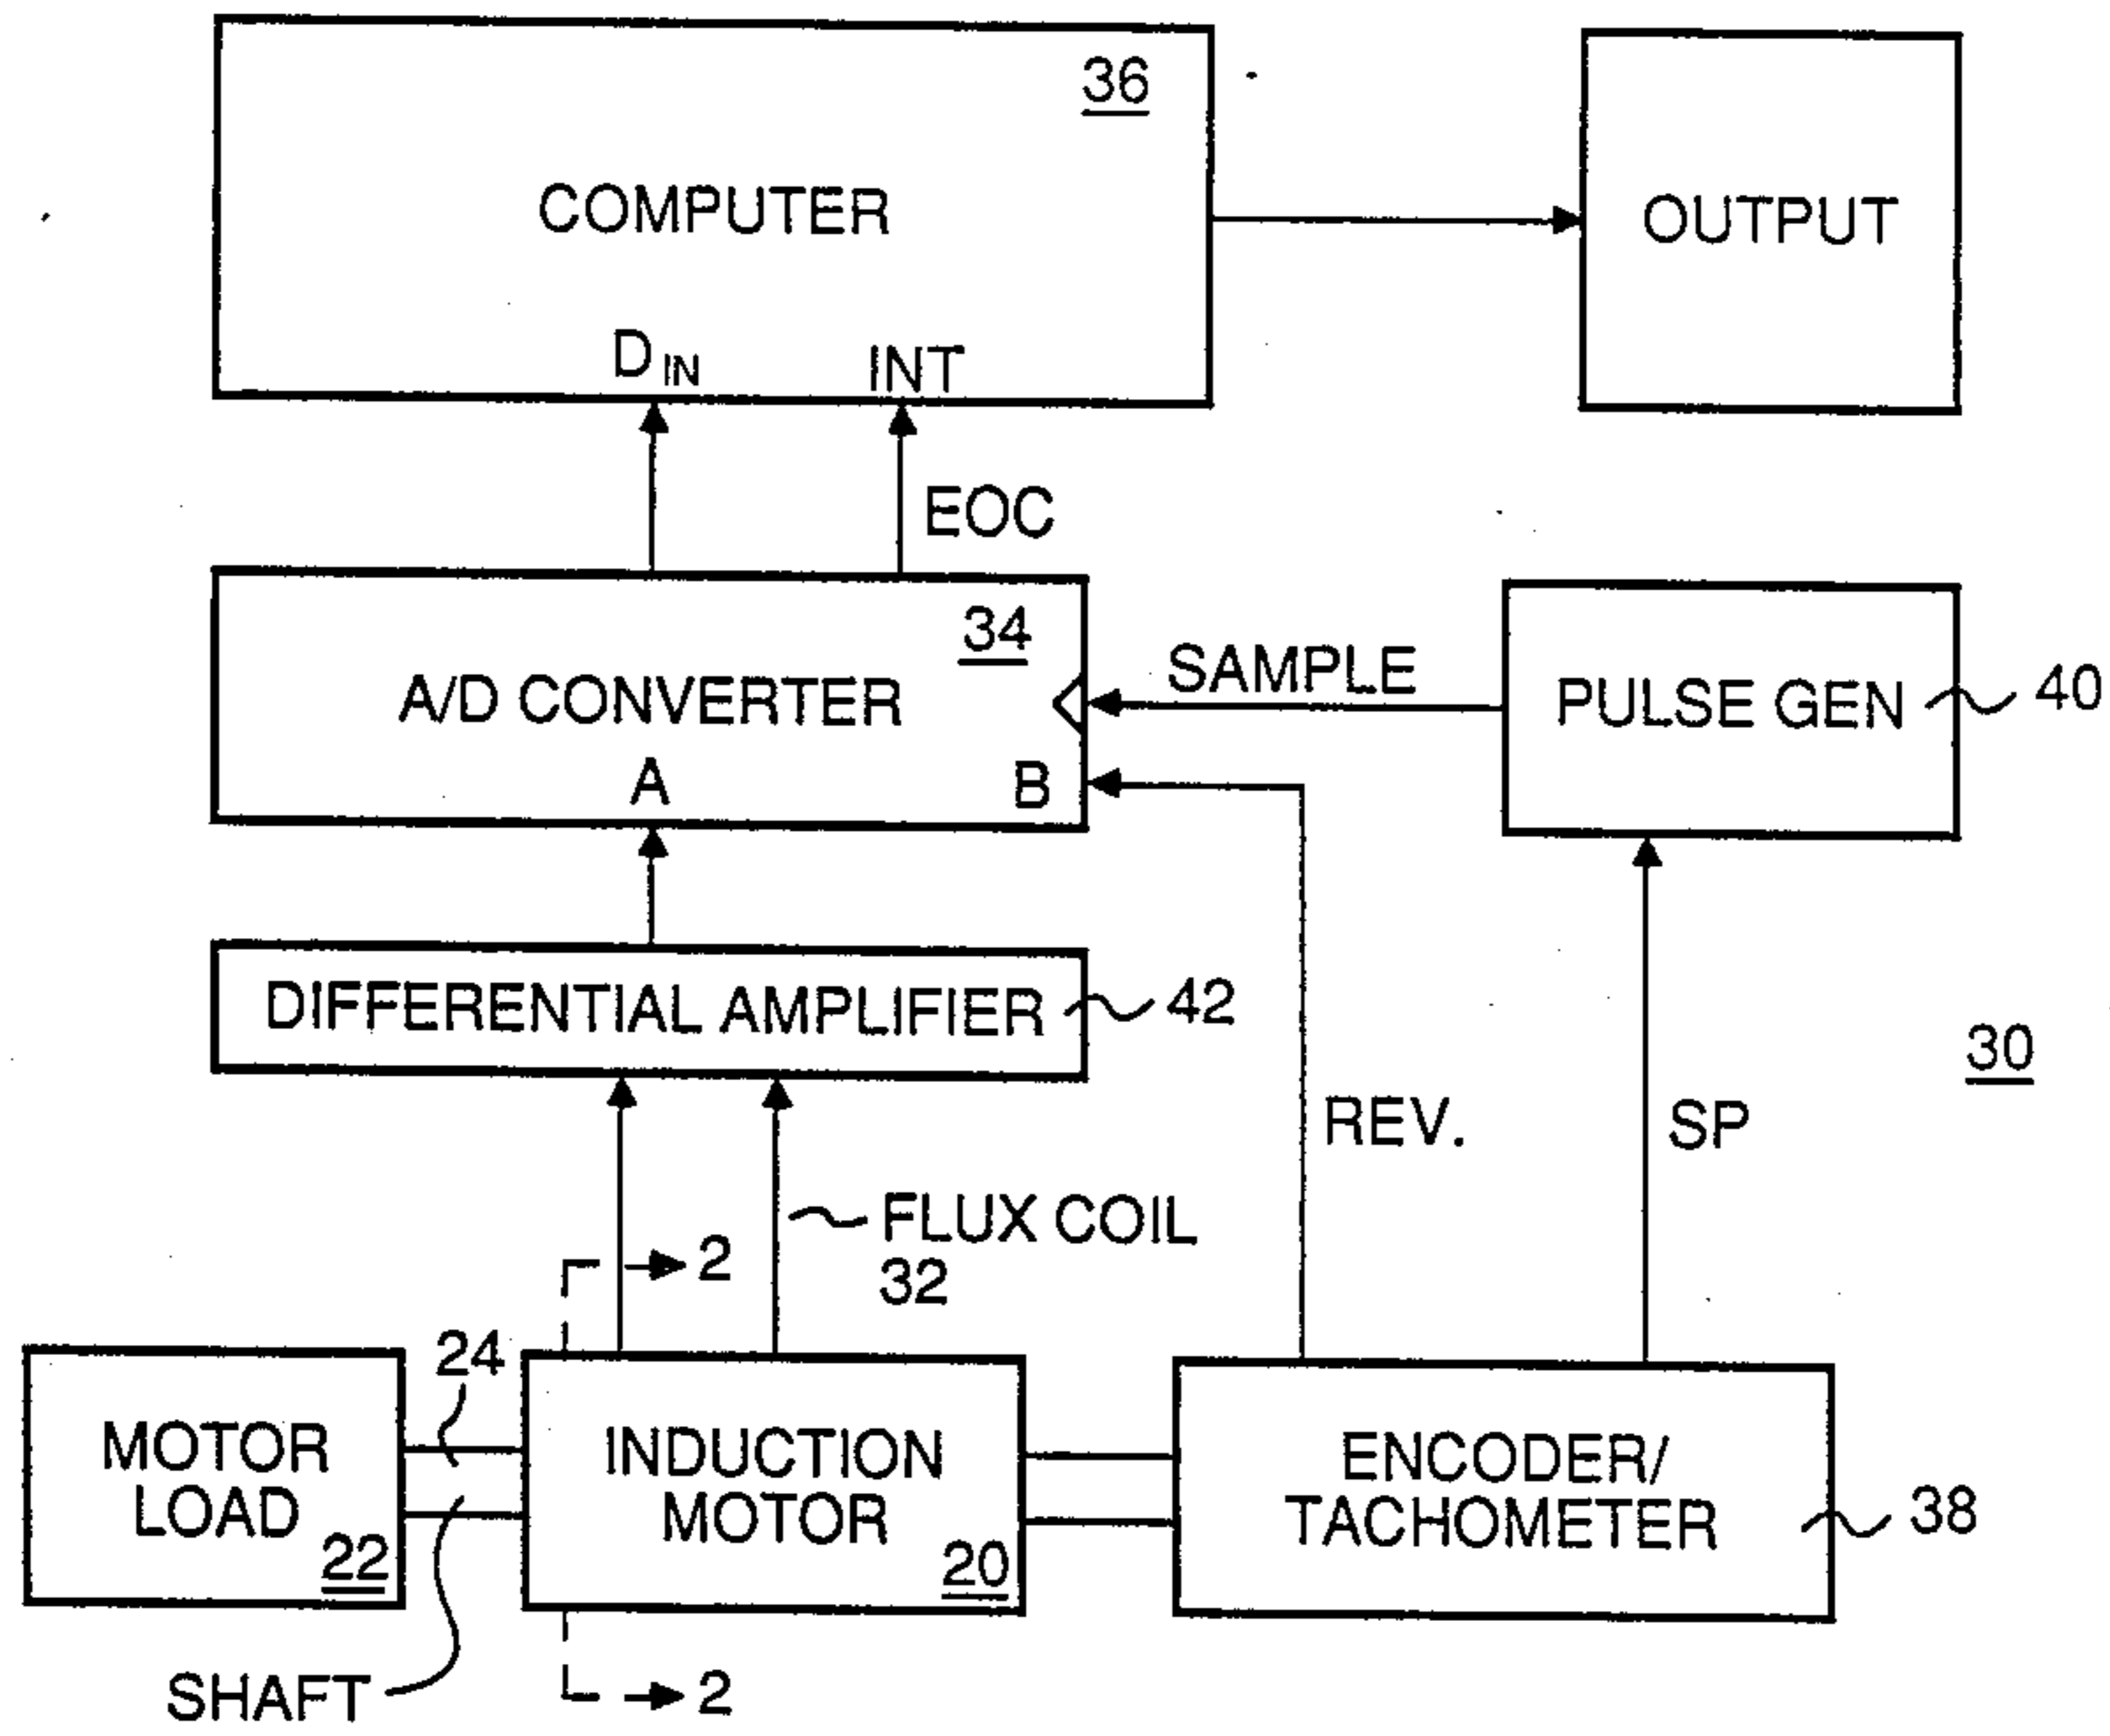 36
COMPUTER
OUTPUT
DIN
INT
EOC
34
A/D CONVERTER
SAMPLE
PULSE GEN
40
A
B
DIFFERENTIAL AMPLIFIER
42
30
REV.
SP
FLUX COIL
32
2
24
MOTOR
LOAD
22
INDUCTION
MOTOR
20
ENCODER/
TACHOMETER
38
SHAFT
2